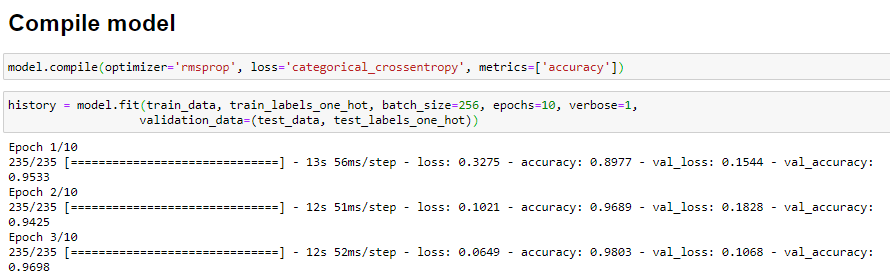 Compile model
model.compile(optimizer='rmsprop', loss='categorical_crossentropy', metrics=['accuracy'])
history = model.fit(train_data, train_labels_one_hot, batch_size=256, epochs=10, verbose=1,
validation_data=(test_data, test_labels_one_hot))
Epoch 1/10
235/235 [==============================] - 13s 56ms/step - loss: 0.3275 - accuracy: 0.8977 - val_loss: 0.1544 - val_accuracy:
0.9533
Epoch 2/10
235/235 [==============================] - 12s 51ms/step - loss: 0.1021 - accuracy: 0.9689 - val_loss: 0.1828 - val_accuracy:
0.9425
Epoch 3/10
235/235 [==============================] - 12s 52ms/step - loss: 0.0649 - accuracy: 0.9803 - val_loss: 0.1068 - val_accuracy:
0.9698